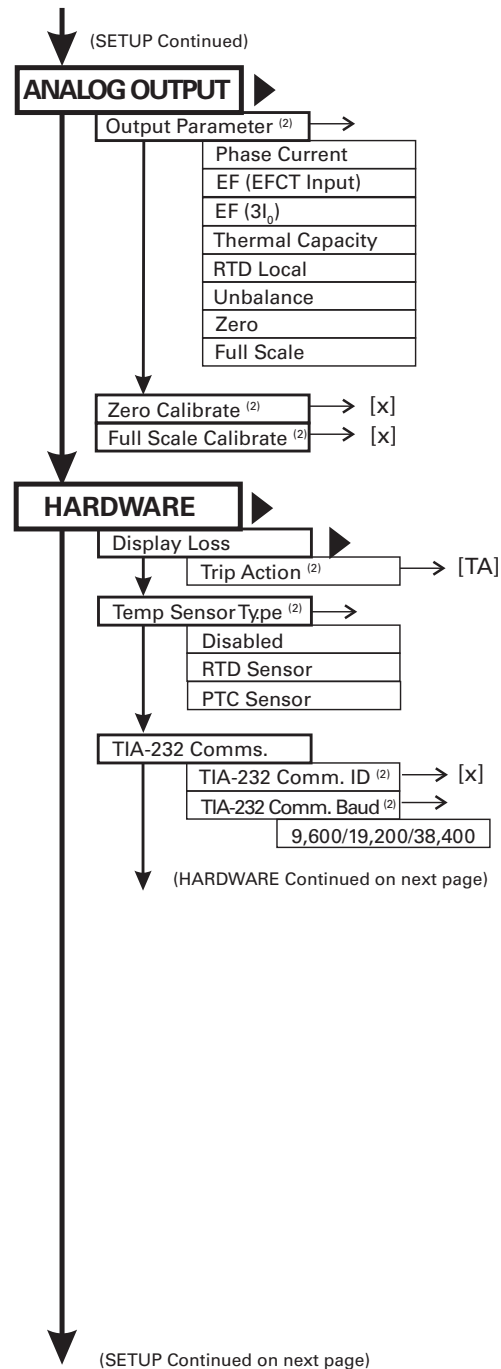 (SETUP Continued)
ANALOG OUTPUT
Output Parameter (2)
Phase Current
EF (EFCT Input)
EF (3I0)
Thermal Capacity
RTD Local
Unbalance
Zero
Full Scale
Zero Calibrate (2) [x]
Full Scale Calibrate (2) [x]
HARDWARE
Display Loss
Trip Action (2) [TA]
Temp Sensor Type (2)
Disabled
RTD Sensor
PTC Sensor
TIA-232 Comms.
TIA-232 Comm. ID (2) [x]
TIA-232 Comm. Baud (2)
9,600/19,200/38,400
(HARDWARE Continued on next page)
(SETUP Continued on next page)